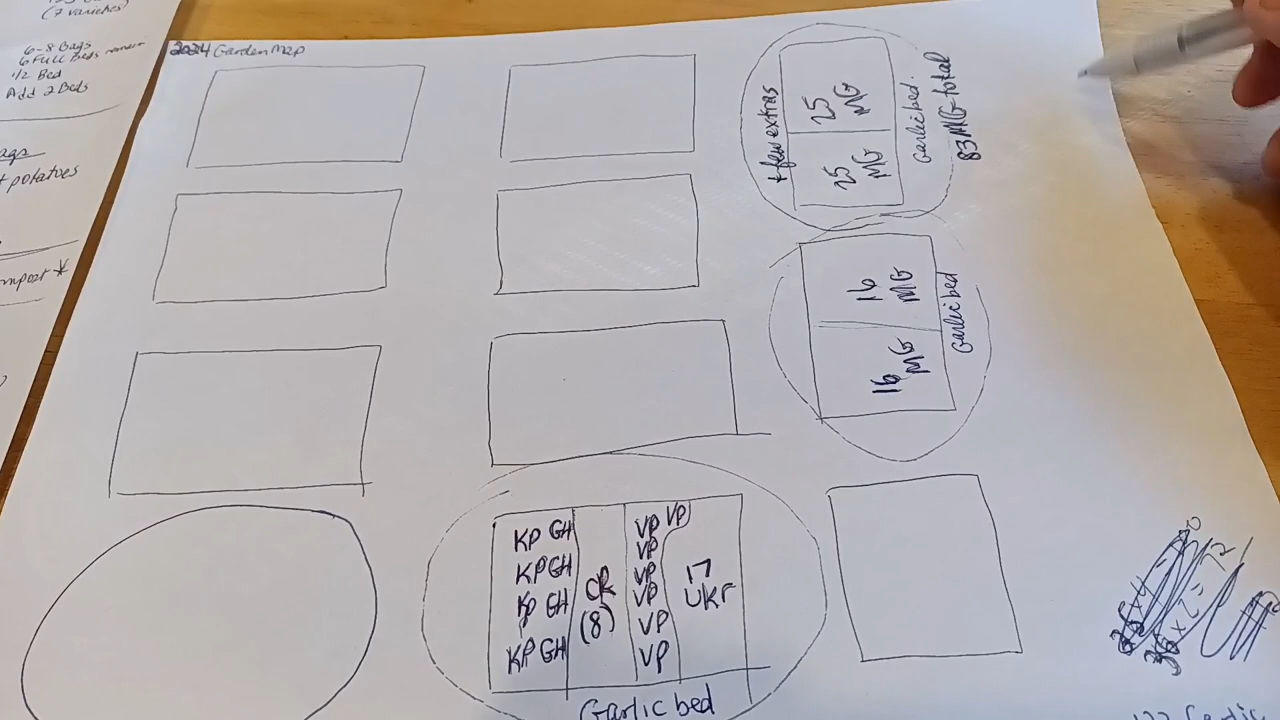 (7 varieties)
6-8 Bags
6 Full Beds remain
1/2 Bed
Add 2 Beds
+ potatoes
2024 Garden Map
+ few extras
25 MG
25 MG
Garlic bed.
83 MG total
16 MG
16 MG
Garlic bed
KP GH
KP GH
KP GH
KP GH
CR
(8)
VP VP
VP
VP
VP
VP
VP
17
UKr
Garlic bed